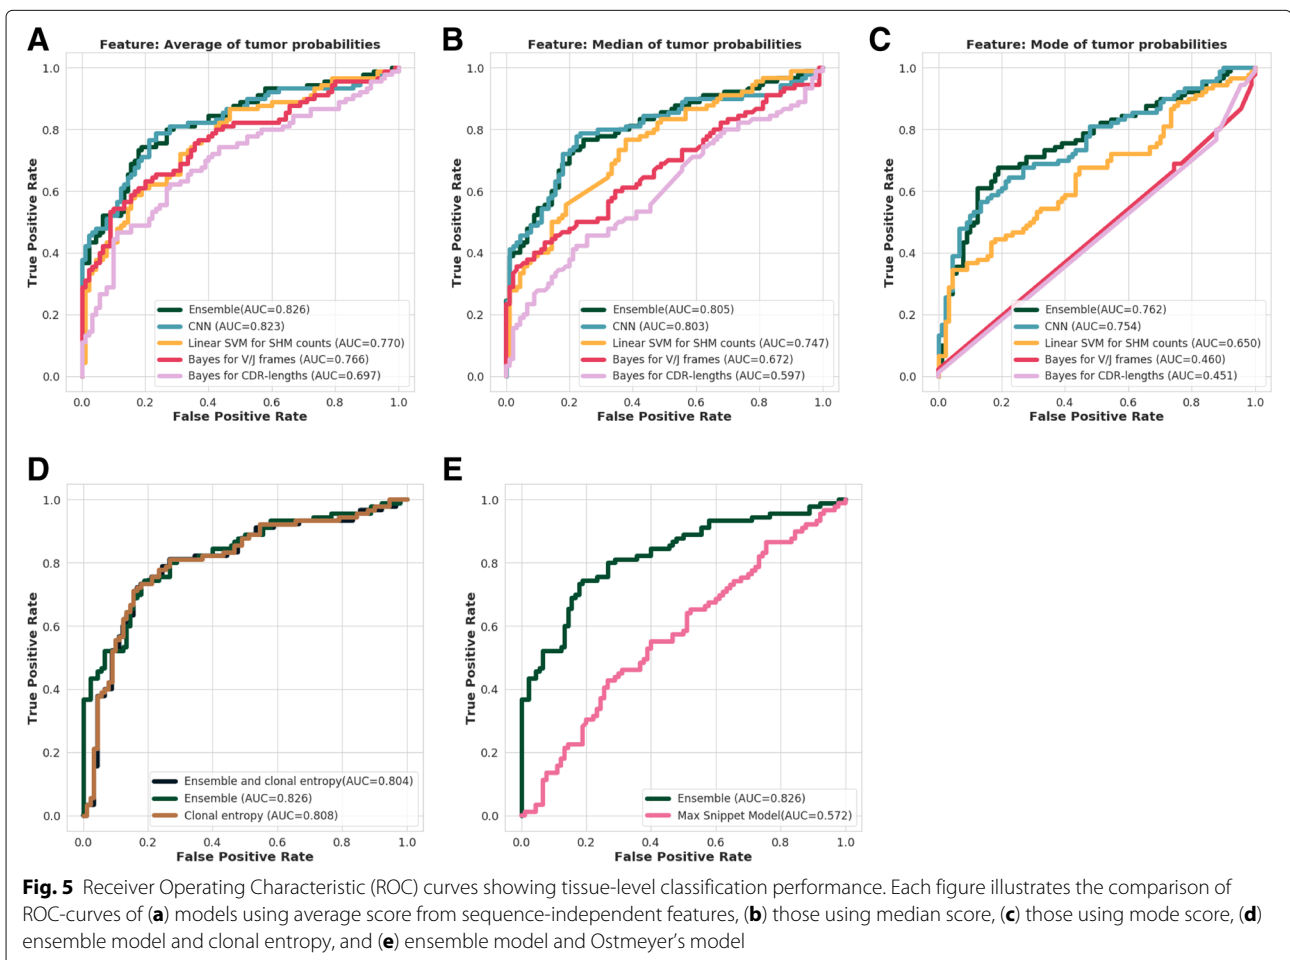 A
Feature: Average of tumor probabilities
1.0
0.8
0.6
0.4
0.2
0.0
True Positive Rate
Ensemble(AUC=0.826)
CNN (AUC=0.823)
Linear SVM for SHM counts (AUC=0.770)
Bayes for V/J frames (AUC=0.766)
Bayes for CDR-lengths (AUC=0.697)
0.0 0.2 0.4 0.6 0.8 1.0
False Positive Rate
B
Feature: Median of tumor probabilities
1.0
0.8
0.6
0.4
0.2
0.0
True Positive Rate
Ensemble(AUC=0.805)
CNN (AUC=0.803)
Linear SVM for SHM counts (AUC=0.747)
Bayes for V/J frames (AUC=0.672)
Bayes for CDR-lengths (AUC=0.597)
0.0 0.2 0.4 0.6 0.8 1.0
False Positive Rate
C
Feature: Mode of tumor probabilities
1.0
0.8
0.6
0.4
0.2
0.0
True Positive Rate
Ensemble(AUC=0.762)
CNN (AUC=0.754)
Linear SVM for SHM counts (AUC=0.650)
Bayes for V/J frames (AUC=0.460)
Bayes for CDR-lengths (AUC=0.451)
0.0 0.2 0.4 0.6 0.8 1.0
False Positive Rate
D
1.0
0.8
0.6
0.4
0.2
0.0
True Positive Rate
Ensemble and clonal entropy(AUC=0.804)
Ensemble (AUC=0.826)
Clonal entropy (AUC=0.808)
0.0 0.2 0.4 0.6 0.8 1.0
False Positive Rate
E
1.0
0.8
0.6
0.4
0.2
0.0
True Positive Rate
Ensemble (AUC=0.826)
Max Snippet Model(AUC=0.572)
0.0 0.2 0.4 0.6 0.8 1.0
False Positive Rate
Fig. 5 Receiver Operating Characteristic (ROC) curves showing tissue-level classification performance. Each figure illustrates the comparison of
ROC-curves of (a) models using average score from sequence-independent features, (b) those using median score, (c) those using mode score, (d)
ensemble model and clonal entropy, and (e) ensemble model and Ostmeyer's model